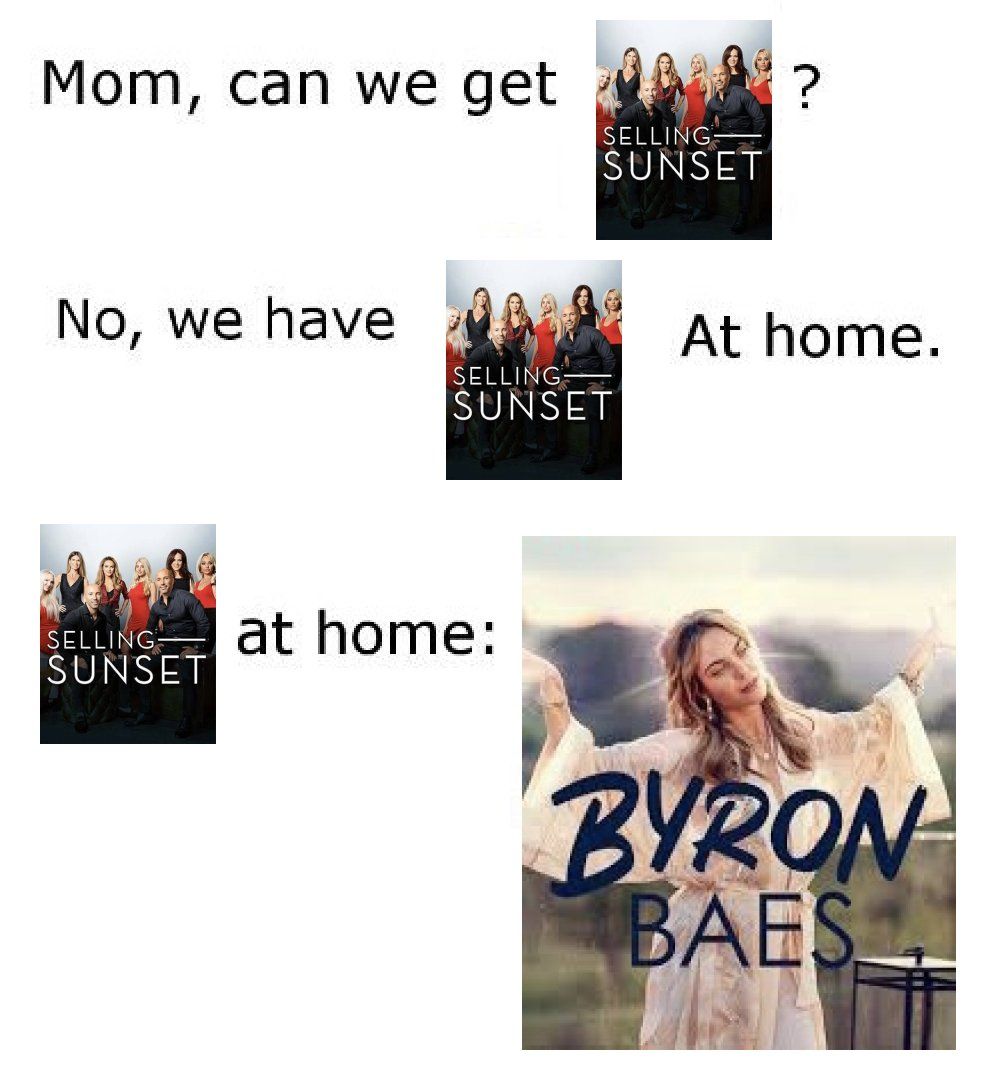 Mom, can we get
SELLING
SUNSET
?
No, we have
SELLING
SUNSET
At home.
SELLING
SUNSET
at home:
BYRON
BAES